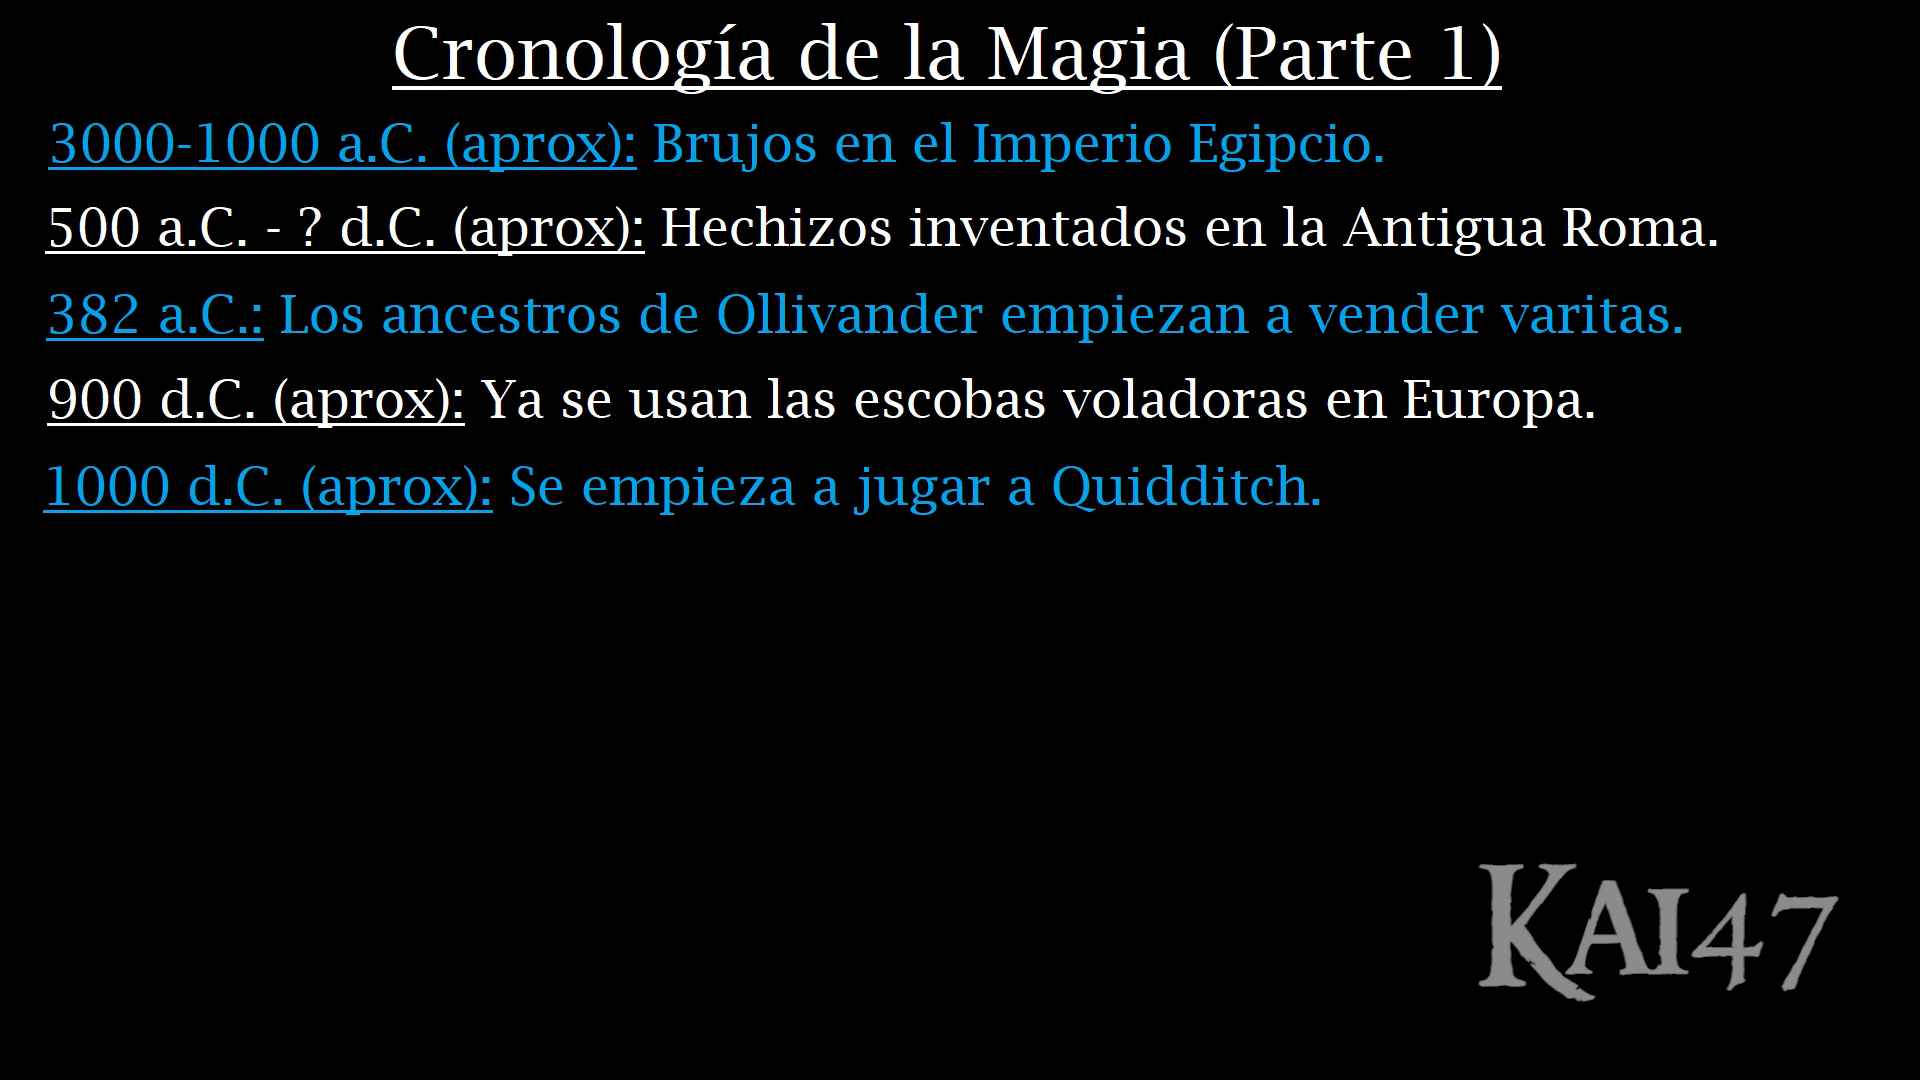 Cronología de la Magia (Parte 1)
3000-1000 a.C. (aprox): Brujos en el Imperio Egipcio.
500 a.C. - ? d.C. (aprox): Hechizos inventados en la Antigua Roma.
382 a.C.: Los ancestros de Ollivander empiezan a vender varitas.
900 d.C. (aprox): Ya se usan las escobas voladoras en Europa.
1000 d.C. (aprox): Se empieza a jugar a Quidditch.
KAI47